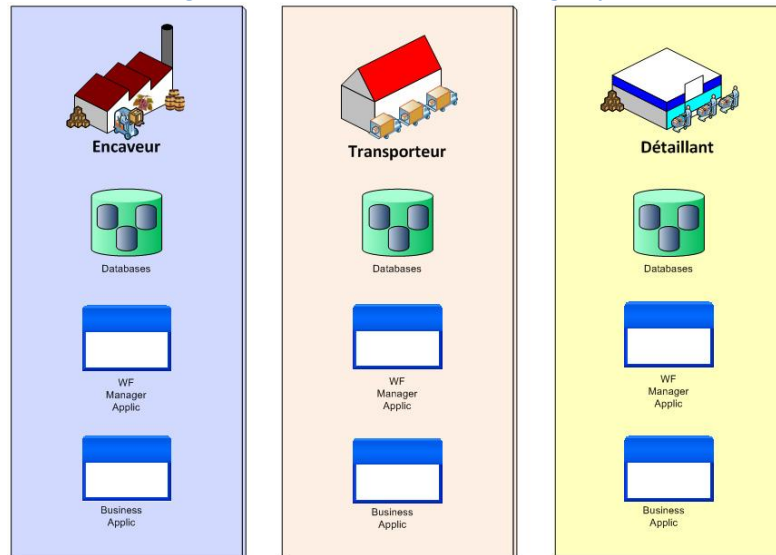 Encaveur
Transporteur
Détaillant
Databases
Databases
Databases
WF
Manager
Applic
WF
Manager
Applic
WF
Manager
Applic
Business
Applic
Business
Applic
Business
Applic